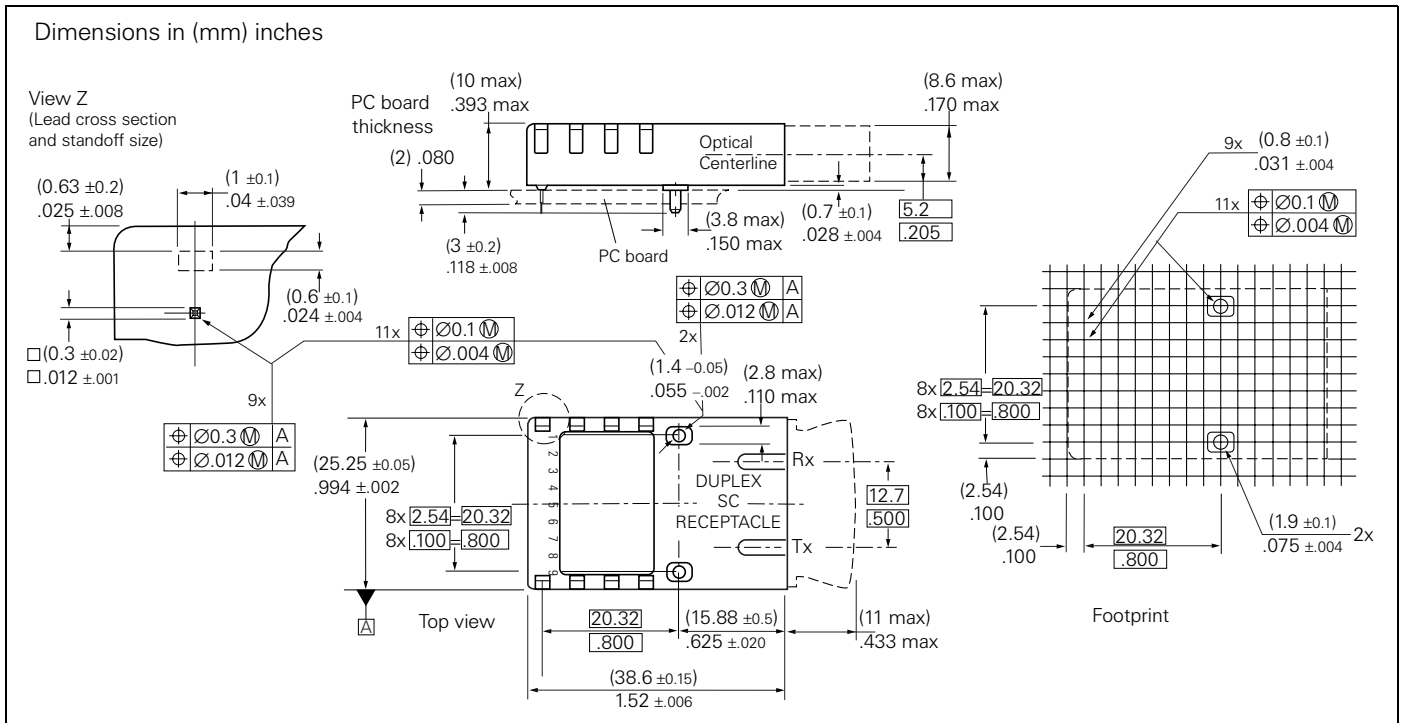 Dimensions in (mm) inches
View Z
(Lead cross section
and standoff size)
(0.63 ±0.2)
.025 ±.008
(1 ±0.1)
.04 ±.039
(0.6 ±0.1)
.024 ±.004
□(0.3 ±0.02)
□.012 ±.001
9x
⌖ Ø0.3 Ⓜ A
⌖ Ø.012 Ⓜ A
PC board
thickness
(2) .080
(10 max)
.393 max
(3 ±0.2)
.118 ±.008
PC board
Optical
Centerline
(3.8 max)
.150 max
(0.7 ±0.1)
.028 ±.004
(8.6 max)
.170 max
5.2
.205
11x
⌖ Ø0.1 Ⓜ
⌖ Ø.004 Ⓜ
⌖ Ø0.3 Ⓜ A
⌖ Ø.012 Ⓜ A
2x
(1.4 –0.05)
.055 -.002
(2.8 max)
.110 max
Z
(25.25 ±0.05)
.994 ±.002
8x 2.54=20.32
8x .100=.800
1
2
3
4
5
6
7
8
9
Rx
DUPLEX
SC
RECEPTACLE
Tx
12.7
.500
A
Top view
20.32
.800
(15.88 ±0.5)
.625 ±.020
(11 max)
.433 max
(38.6 ±0.15)
1.52 ±.006
9x (0.8 ±0.1)
.031 ±.004
11x
⌖ Ø0.1 Ⓜ
⌖ Ø.004 Ⓜ
8x 2.54=20.32
8x .100=.800
(2.54)
.100
(2.54)
.100
20.32
.800
(1.9 ±0.1)
.075 ±.004
2x
Footprint